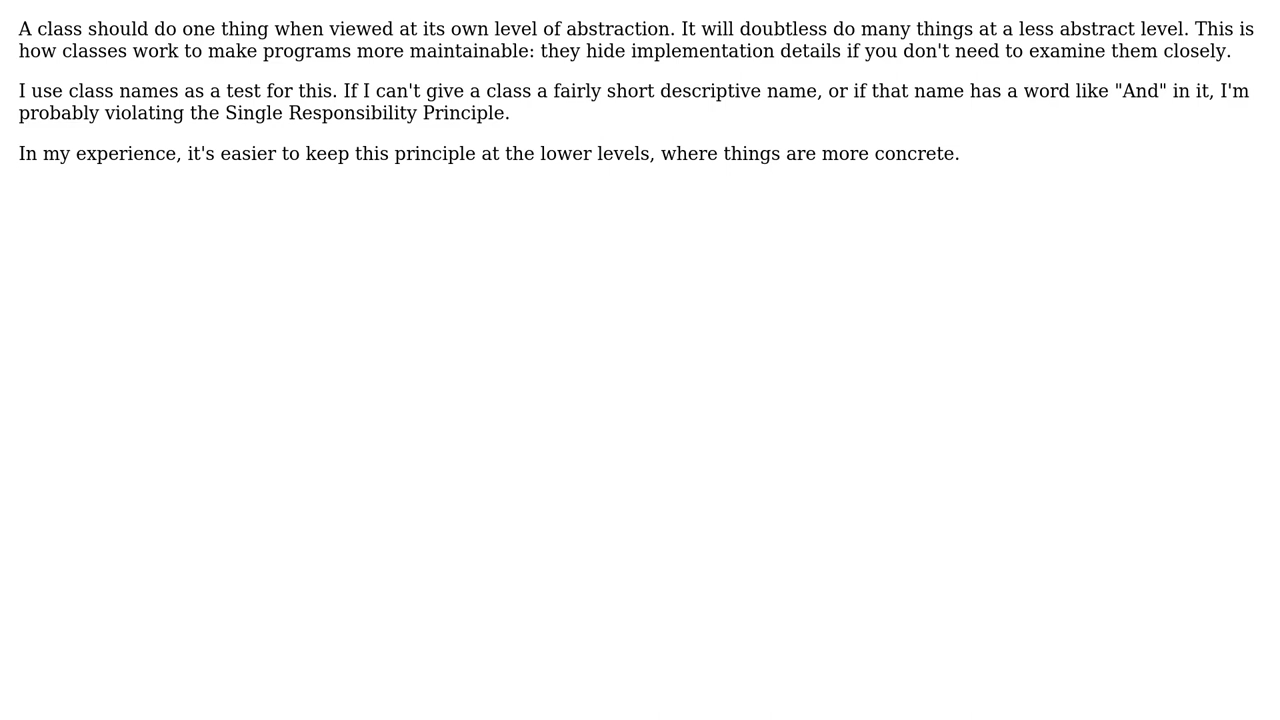 A class should do one thing when viewed at its own level of abstraction. It will doubtless do many things at a less abstract level. This is
how classes work to make programs more maintainable: they hide implementation details if you don't need to examine them closely.
I use class names as a test for this. If I can't give a class a fairly short descriptive name, or if that name has a word like "And" in it, I'm
probably violating the Single Responsibility Principle.
In my experience, it's easier to keep this principle at the lower levels, where things are more concrete.